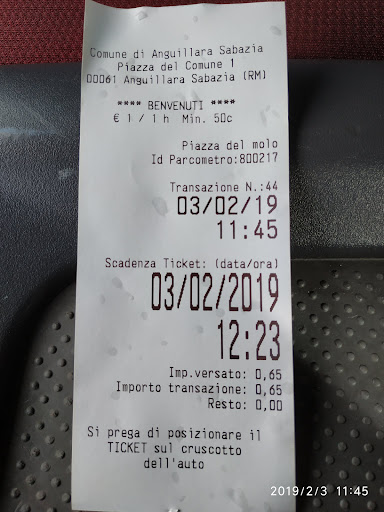 Comune di Anguillara Sabazia
Piazza del Comune 1
00061 Anguillara Sabazia (RM)
**** BENVENUTI ****
€ 1 / 1 h Min. 50c
Piazza del molo
Id Parcometro:800217
Transazione N.:44
03/02/19
11:45
Scadenza Ticket: (data/ora)
03/02/2019
12:23
Imp.versato: 0,65
Importo transazione: 0,65
Resto: 0,00
Si prega di posizionare il
TICKET sul cruscotto
dell'auto
2019/2/3 11:45